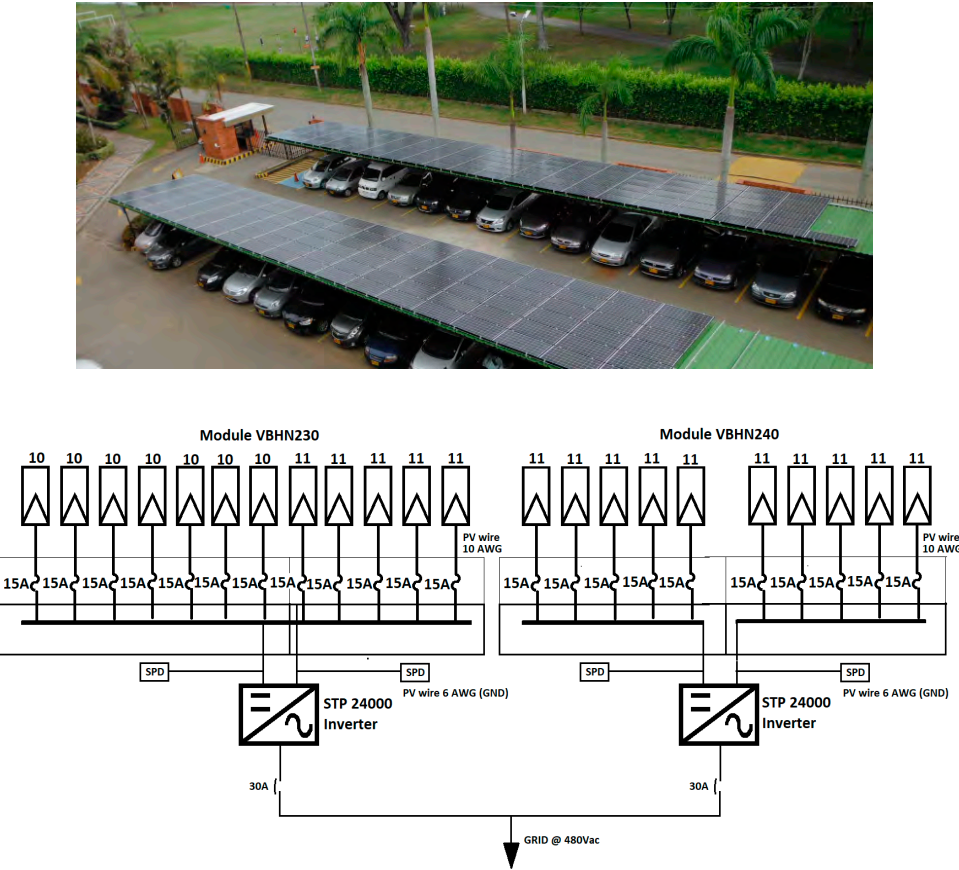 Module VBHN230
Module VBHN240
10 10 10 10 10 10 10 11 11 11 11 11
11 11 11 11 11
11 11 11 11 11
PV wire
10 AWG
PV wire
10 AWG
15A 15A 15A 15A 15A 15A 15A 15A 15A 15A 15A 15A
15A 15A 15A 15A 15A
15A 15A 15A 15A 15A
SPD
SPD
SPD
SPD
PV wire 6 AWG (GND)
PV wire 6 AWG (GND)
STP 24000
Inverter
STP 24000
Inverter
30A
30A
GRID @ 480Vac